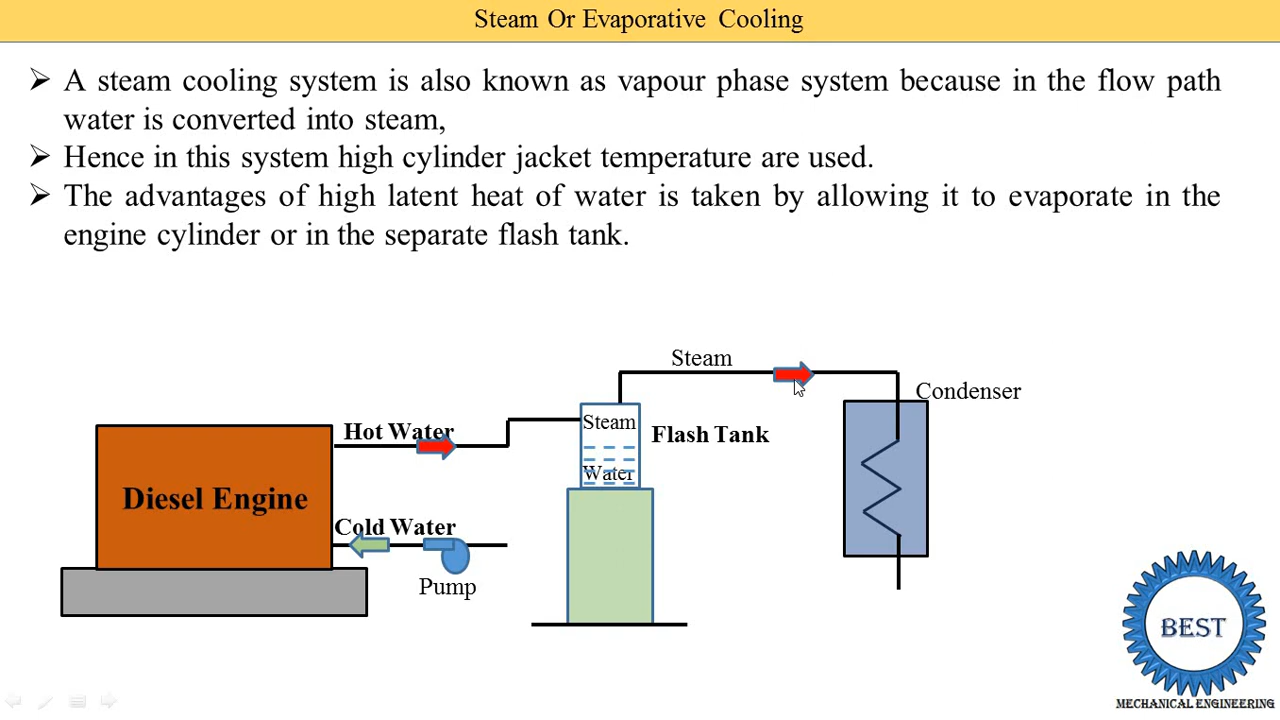 Steam Or Evaporative Cooling
➢ A steam cooling system is also known as vapour phase system because in the flow path
water is converted into steam,
➢ Hence in this system high cylinder jacket temperature are used.
➢ The advantages of high latent heat of water is taken by allowing it to evaporate in the
engine cylinder or in the separate flash tank.
Steam
Condenser
Hot Water
Steam
Flash Tank
Water
Diesel Engine
Cold Water
Pump
BEST
MECHANICAL ENGINEERING